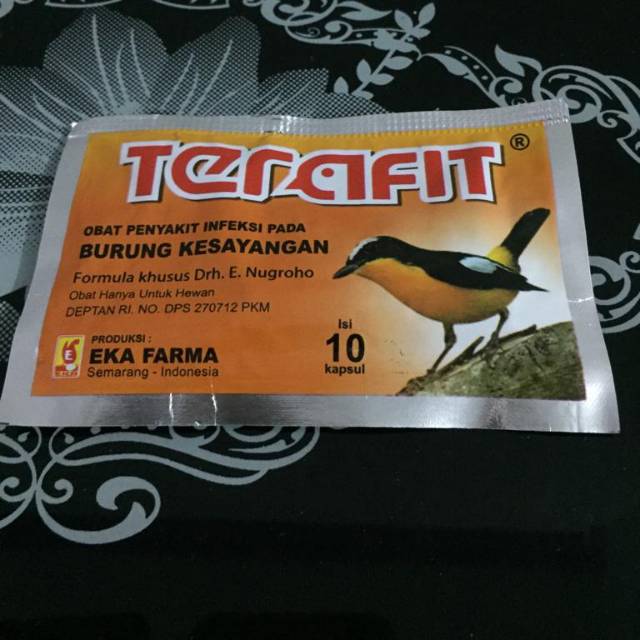 TERAFIT ®
OBAT PENYAKIT INFEKSI PADA
BURUNG KESAYANGAN
Formula khusus Drh. E. Nugroho
Obat Hanya Untuk Hewan
DEPTAN RI. NO. DPS 270712 PKM
PRODUKSI :
EKA FARMA
Semarang - Indonesia
Isi
10
kapsul